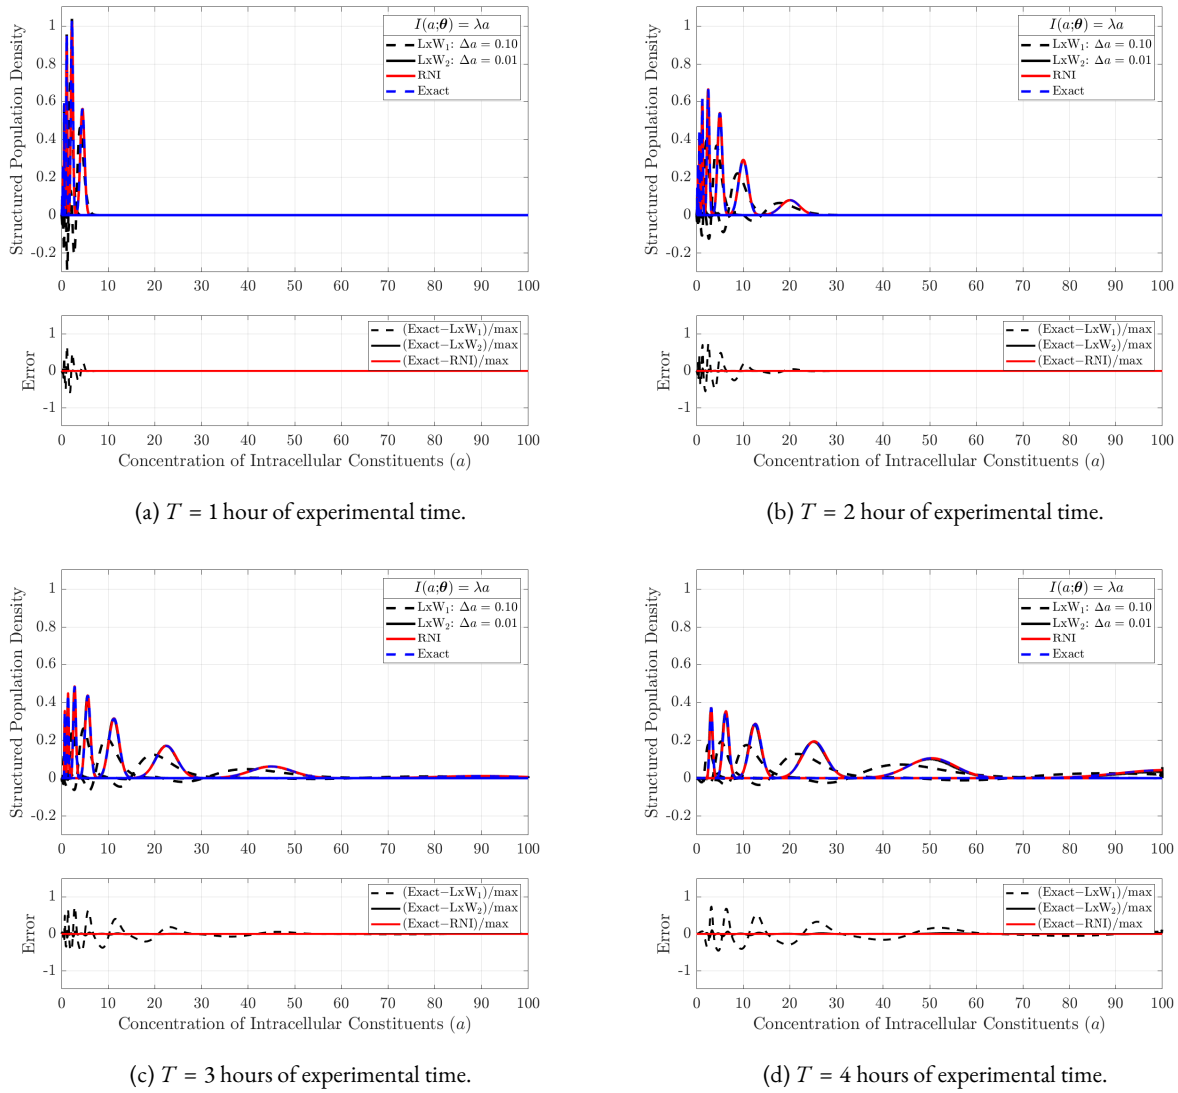 Structured Population Density
1
0.8
0.6
0.4
0.2
0
-0.2
I(a;θ) = λa
LxW₁: Δa = 0.10
LxW₂: Δa = 0.01
RNI
Exact
0 10 20 30 40 50 60 70 80 90 100
Error
1
0
-1
(Exact−LxW₁)/max
(Exact−LxW₂)/max
(Exact−RNI)/max
0 10 20 30 40 50 60 70 80 90 100
Concentration of Intracellular Constituents (a)
(a) T = 1 hour of experimental time.
Structured Population Density
1
0.8
0.6
0.4
0.2
0
-0.2
I(a;θ) = λa
LxW₁: Δa = 0.10
LxW₂: Δa = 0.01
RNI
Exact
0 10 20 30 40 50 60 70 80 90 100
Error
1
0
-1
(Exact−LxW₁)/max
(Exact−LxW₂)/max
(Exact−RNI)/max
0 10 20 30 40 50 60 70 80 90 100
Concentration of Intracellular Constituents (a)
(b) T = 2 hour of experimental time.
Structured Population Density
1
0.8
0.6
0.4
0.2
0
-0.2
I(a;θ) = λa
LxW₁: Δa = 0.10
LxW₂: Δa = 0.01
RNI
Exact
0 10 20 30 40 50 60 70 80 90 100
Error
1
0
-1
(Exact−LxW₁)/max
(Exact−LxW₂)/max
(Exact−RNI)/max
0 10 20 30 40 50 60 70 80 90 100
Concentration of Intracellular Constituents (a)
(c) T = 3 hours of experimental time.
Structured Population Density
1
0.8
0.6
0.4
0.2
0
-0.2
I(a;θ) = λa
LxW₁: Δa = 0.10
LxW₂: Δa = 0.01
RNI
Exact
0 10 20 30 40 50 60 70 80 90 100
Error
1
0
-1
(Exact−LxW₁)/max
(Exact−LxW₂)/max
(Exact−RNI)/max
0 10 20 30 40 50 60 70 80 90 100
Concentration of Intracellular Constituents (a)
(d) T = 4 hours of experimental time.